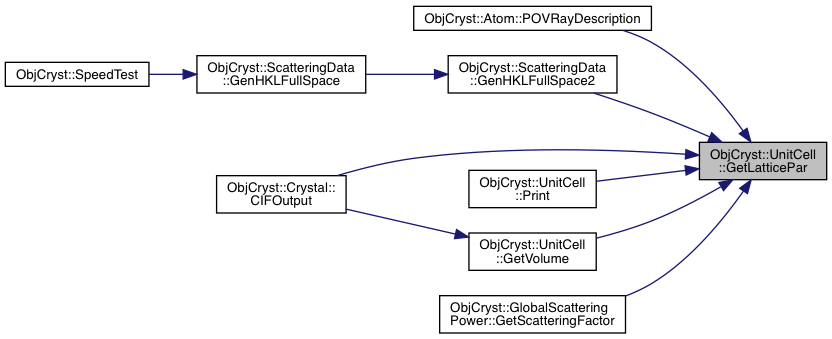 ObjCryst::Atom::POVRayDescription
ObjCryst::SpeedTest
ObjCryst::ScatteringData
::GenHKLFullSpace
ObjCryst::ScatteringData
::GenHKLFullSpace2
ObjCryst::UnitCell
::GetLatticePar
ObjCryst::Crystal::
CIFOutput
ObjCryst::UnitCell
::Print
ObjCryst::UnitCell
::GetVolume
ObjCryst::GlobalScattering
Power::GetScatteringFactor